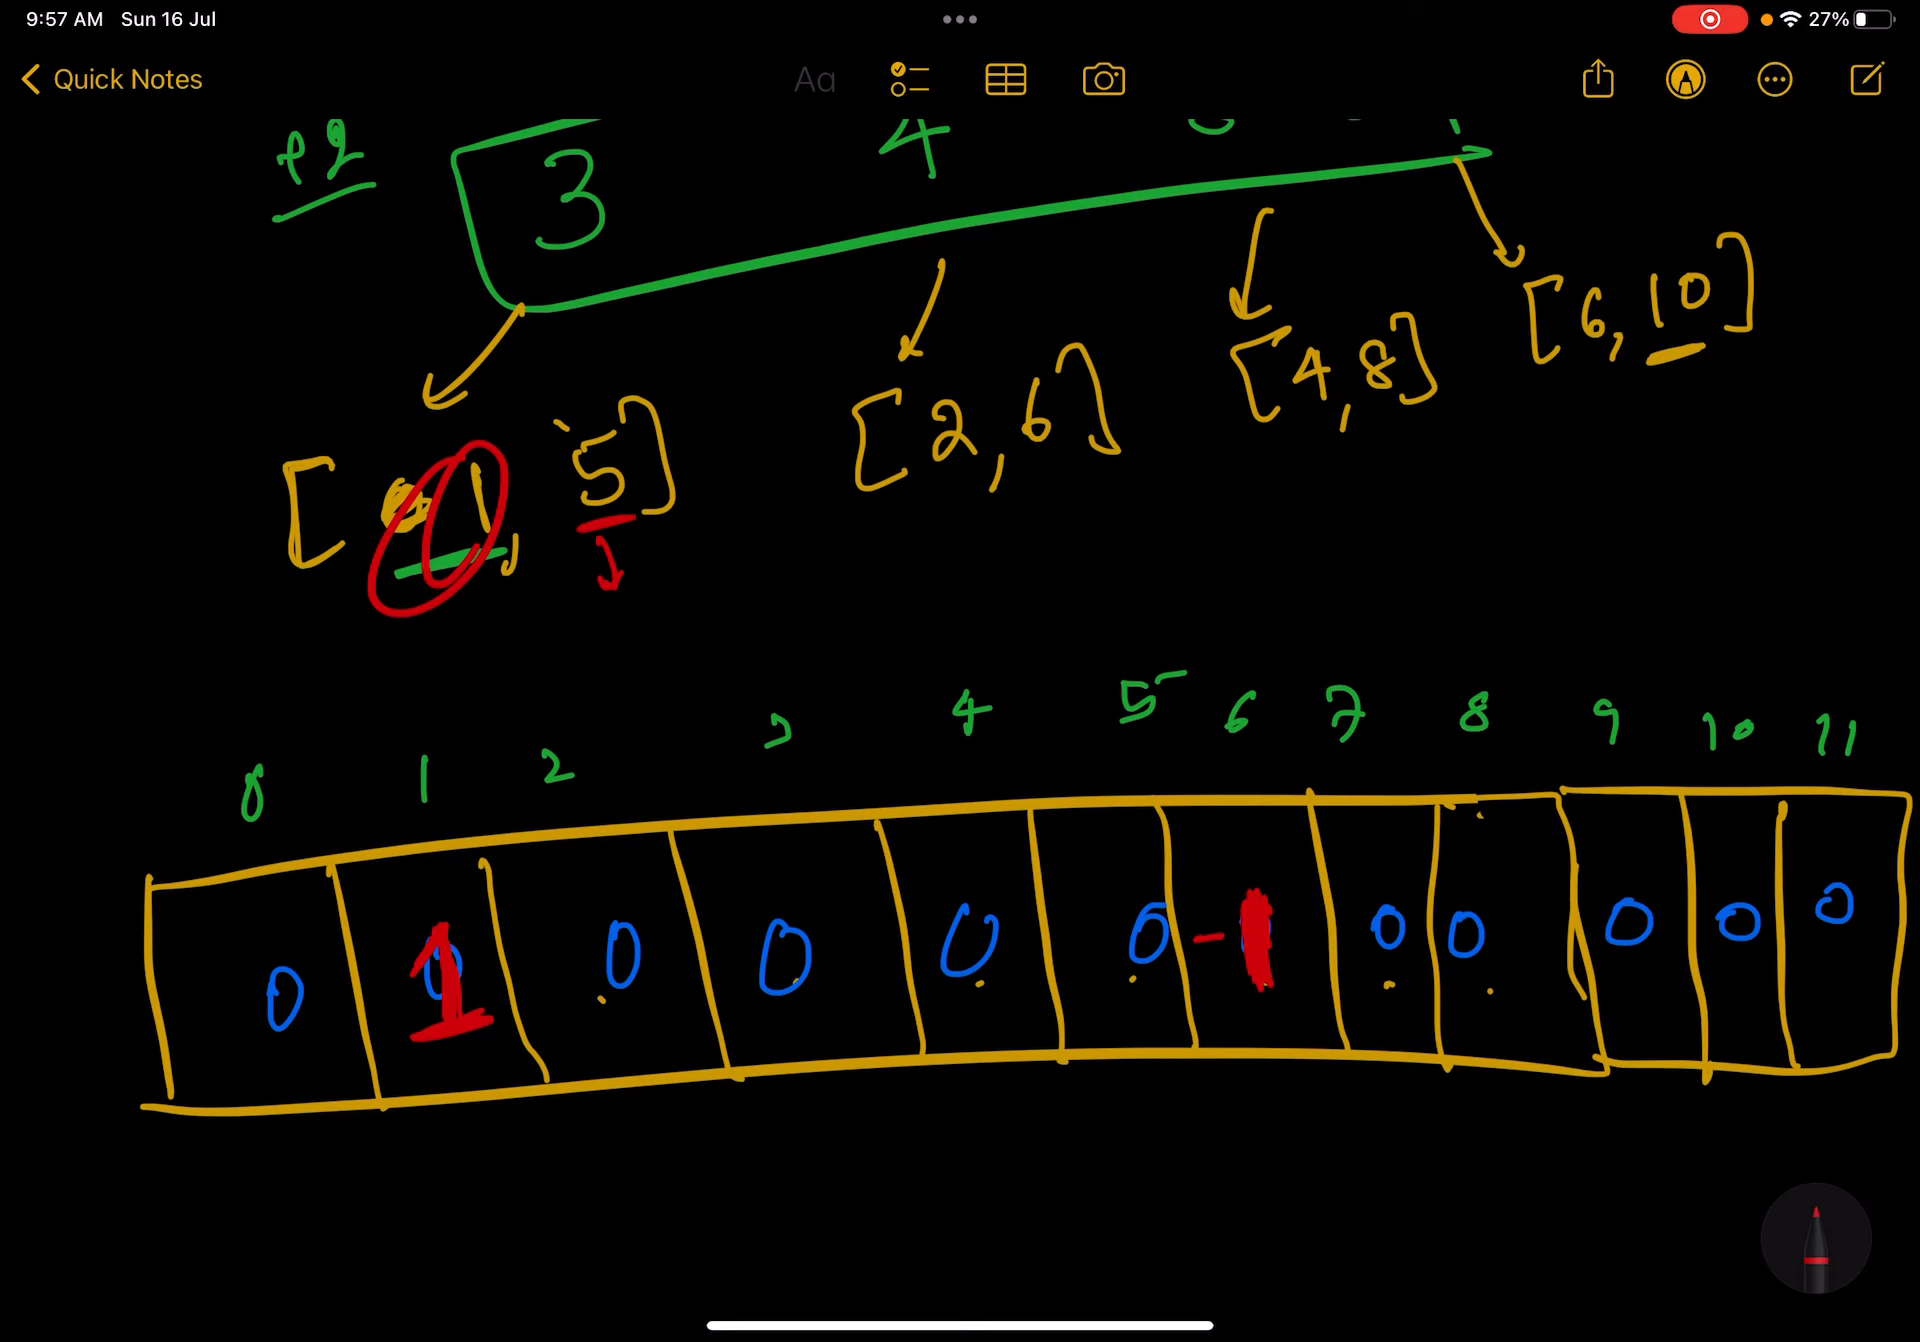 9:57 AM Sun 16 Jul 27%
Quick Notes Aa
+2 3 4
[6, 10]
[4, 8]
[2, 6]
[1, 5]
0 1 2 3 4 5 6 7 8 9 10 11
0 1 0 0 0 0 -1 0 0 0 0 0